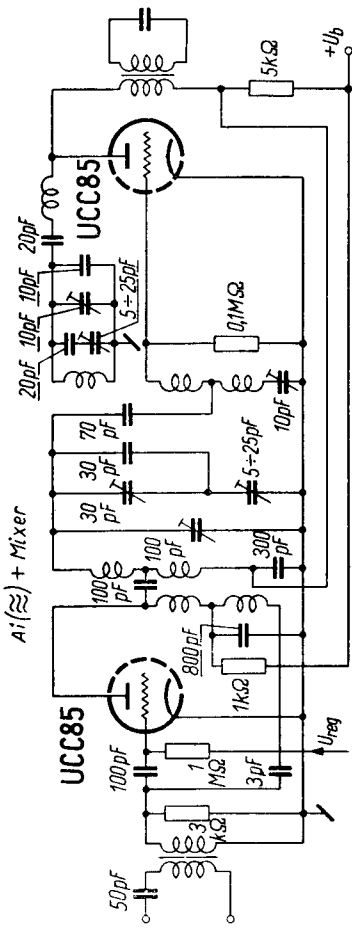 Ai(≈) + Mixer
UCC85
UCC85
50pF
3
kΩ
100pF
1
MΩ
3pF
Ureg
1kΩ
800pF
100
pF
100
pF
300
pF
30
pF
30
pF
70
pF
5÷25pF
10pF
0,1MΩ
20pF
10pF
10pF
5÷25pF
20pF
5kΩ
+Ub